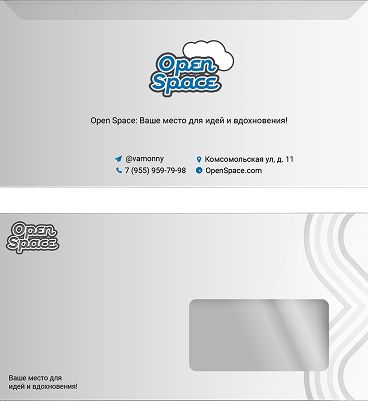 Open
Space
Open Space: Ваше место для идей и вдохновения!
@vamonny
Комсомольская ул, д. 11
7 (955) 959-79-98
OpenSpace.com
Open
Space
Ваше место для
идей и вдохновения!